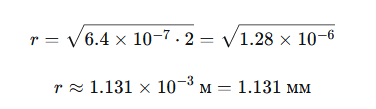 r = √(6.4 × 10⁻⁷ · 2) = √(1.28 × 10⁻⁶)
r ≈ 1.131 × 10⁻³ м = 1.131 мм